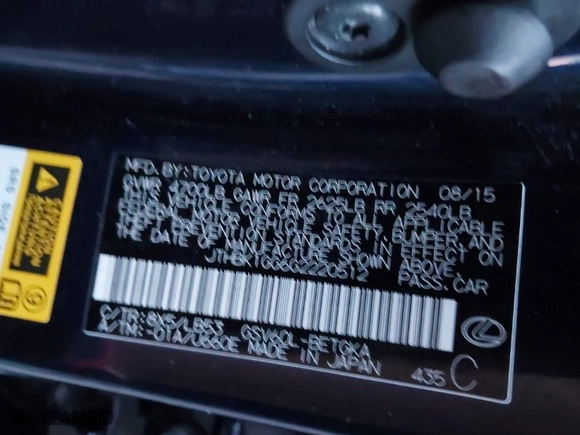 MFD. BY: TOYOTA MOTOR CORPORATION 08/15
GVWR 4700LB GAWR FR 2625LB RR 2540LB
THIS VEHICLE CONFORMS TO ALL APPLICABLE
FEDERAL MOTOR VEHICLE SAFETY, BUMPER, AND
THEFT PREVENTION STANDARDS IN EFFECT ON
THE DATE OF MANUFACTURE SHOWN ABOVE.
PASS. CAR
C/TR: 8X5/LB53 GSV60L-BETGKA
A/TM: -01A/U660E MADE IN JAPAN
435 C